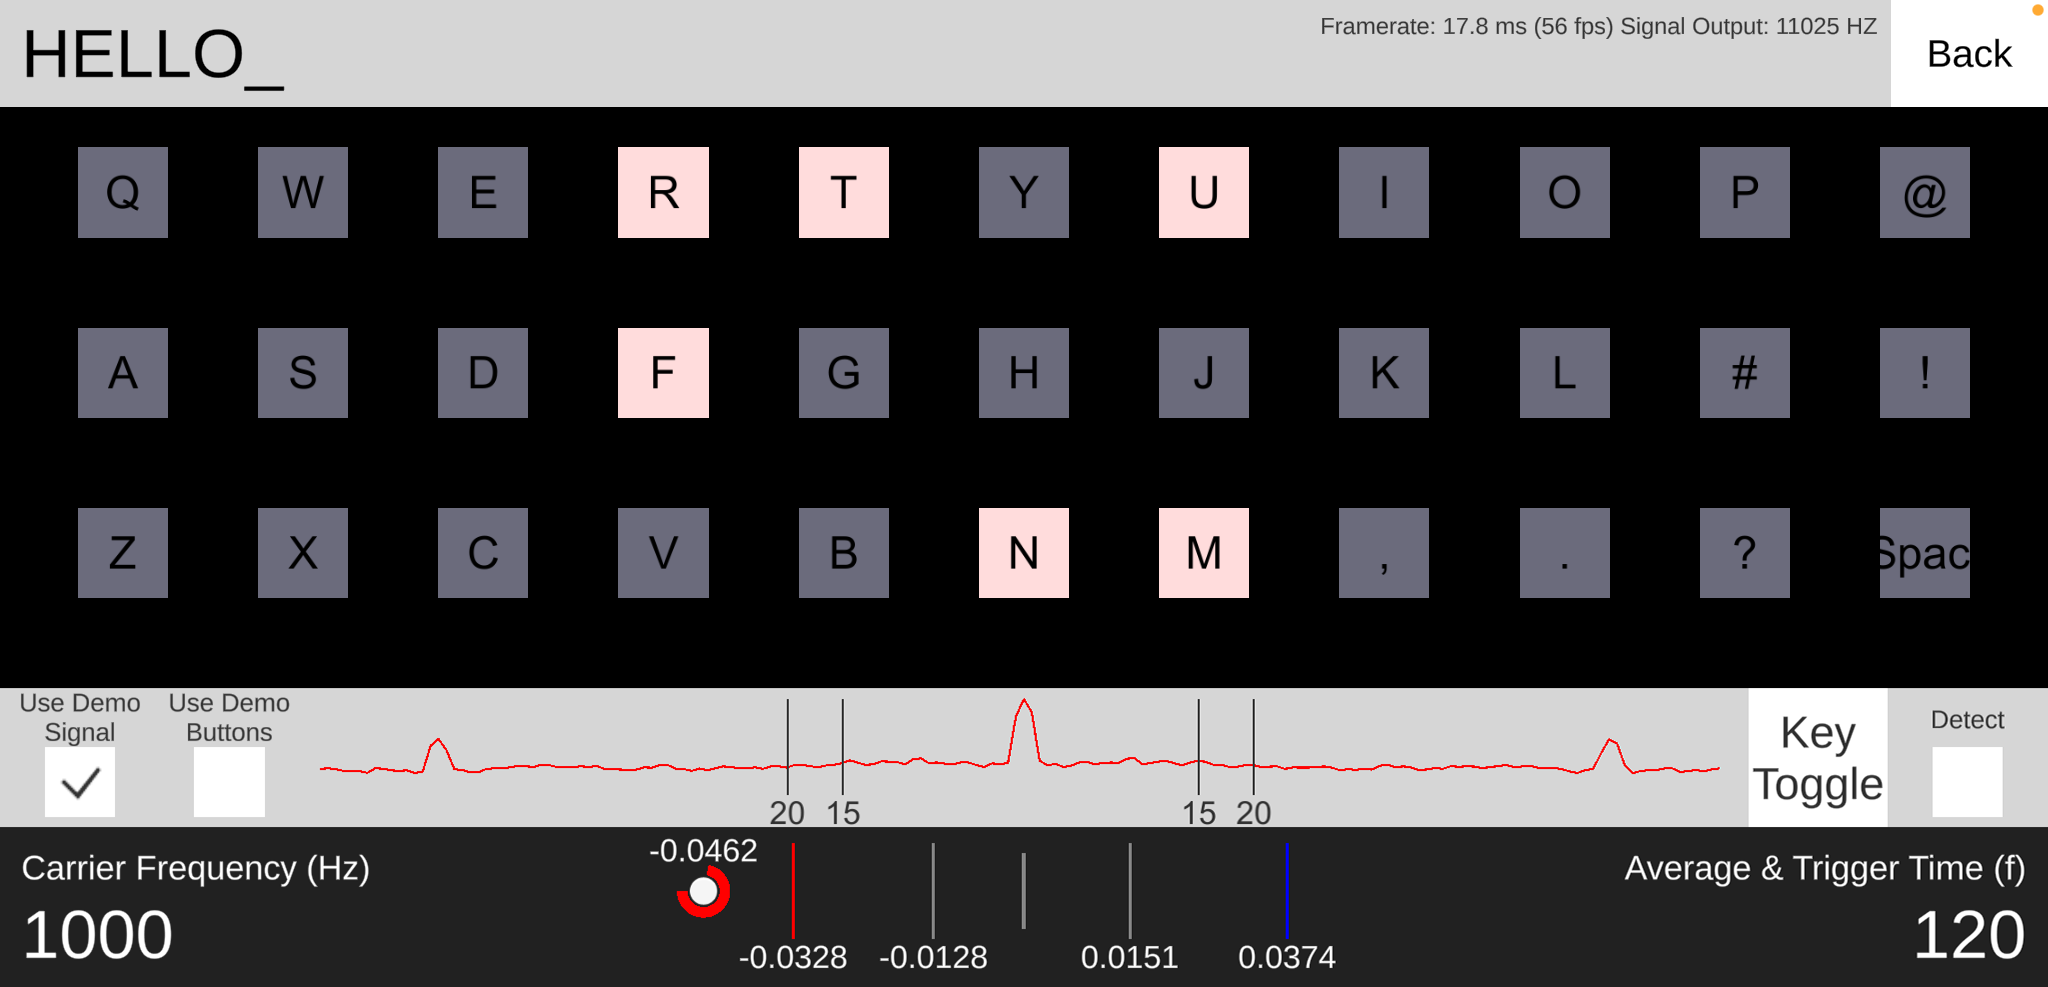 HELLO_
Framerate: 17.8 ms (56 fps) Signal Output: 11025 HZ
Back
Q W E R T Y U I O P @
A S D F G H J K L # !
Z X C V B N M , . ? Spac
Use Demo Signal
Use Demo Buttons
20 15 15 20
Key Toggle
Detect
Carrier Frequency (Hz)
1000
-0.0462
-0.0328 -0.0128 0.0151 0.0374
Average & Trigger Time (f)
120